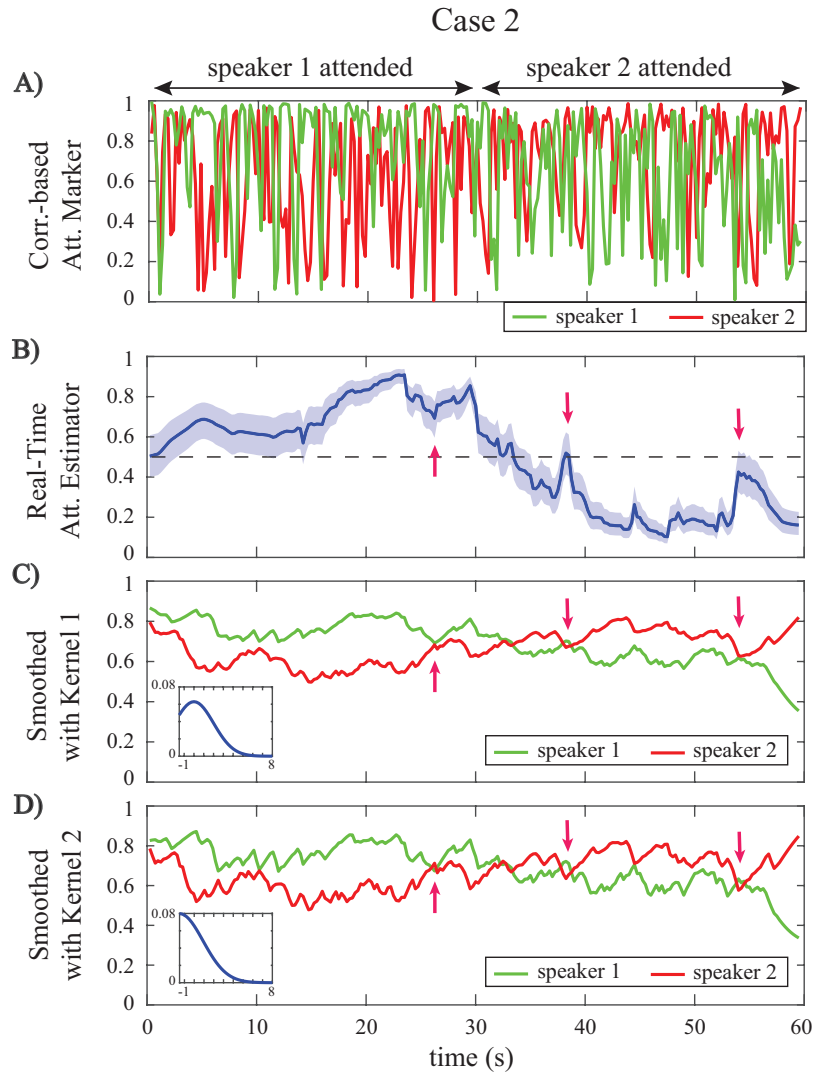 Case 2
speaker 1 attended speaker 2 attended
A)
Corr.-based
Att. Marker
1
0.8
0.6
0.4
0.2
0
speaker 1 speaker 2
B)
Real-Time
Att. Estimator
1
0.8
0.6
0.4
0.2
0
C)
Smoothed
with Kernel 1
1
0.8
0.6
0.4
0.2
0
0.08
0
-1 8
speaker 1 speaker 2
D)
Smoothed
with Kernel 2
1
0.8
0.6
0.4
0.2
0
0.08
0
-1 8
speaker 1 speaker 2
0 10 20 30 40 50 60
time (s)